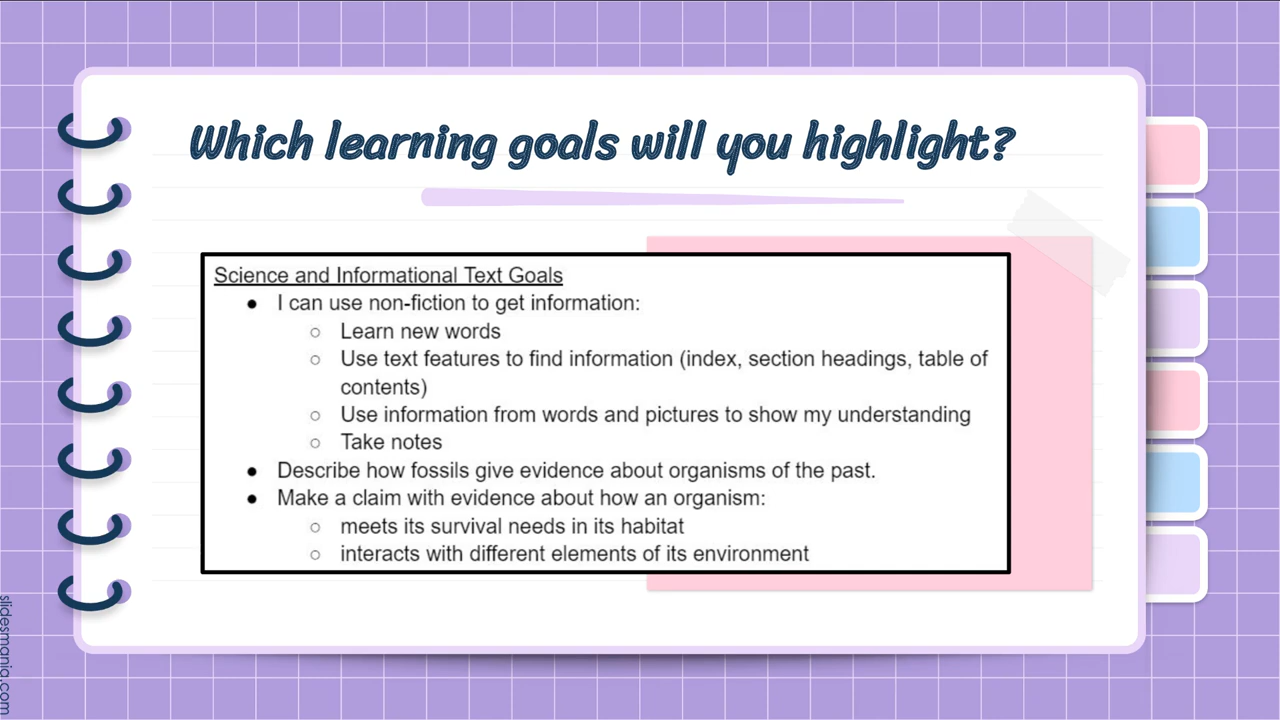 Which learning goals will you highlight?
Science and Informational Text Goals
● I can use non-fiction to get information:
○ Learn new words
○ Use text features to find information (index, section headings, table of
contents)
○ Use information from words and pictures to show my understanding
○ Take notes
● Describe how fossils give evidence about organisms of the past.
● Make a claim with evidence about how an organism:
○ meets its survival needs in its habitat
○ interacts with different elements of its environment
slidesmania.com